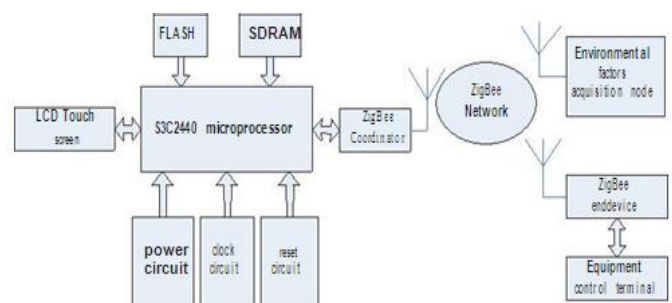 FLASH
SDRAM
LCD Touch
screen
S3C2440 microprocessor
ZigBee
Coordinator
ZigBee
Network
Environmental
factors
acquisition node
power
circuit
clock
circuit
reset
circuit
ZigBee
enddevice
Equipment
control terminal